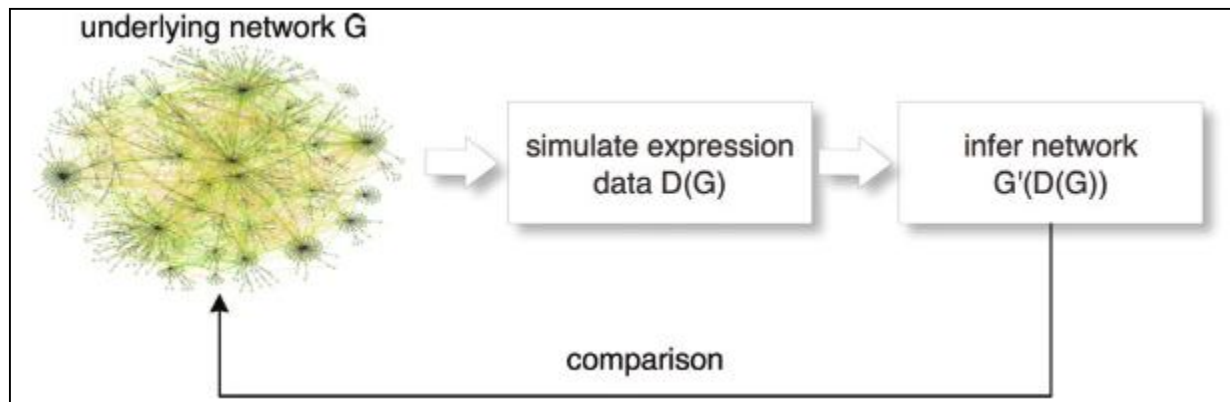 underlying network G
simulate expression
data D(G)
infer network
G'(D(G))
comparison